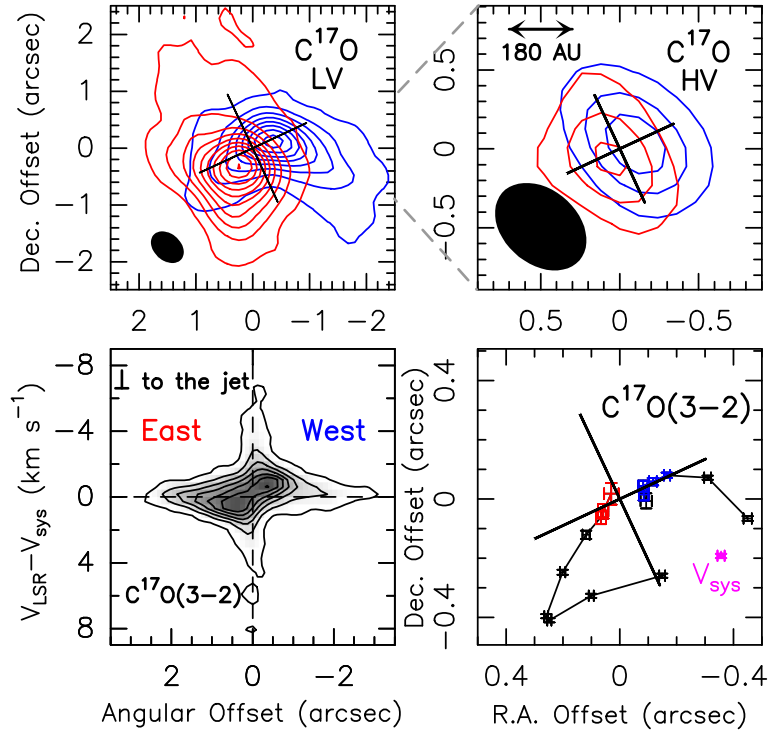 C¹⁷O
LV
Dec. Offset (arcsec)
2
1
0
−1
−2
2 1 0 −1 −2
180 AU
C¹⁷O
HV
0.5
0
−0.5
0.5 0 −0.5
⊥ to the jet
East West
C¹⁷O(3−2)
V_LSR−V_sys (km s⁻¹)
−8
−4
0
4
8
2 0 −2
Angular Offset (arcsec)
C¹⁷O(3−2)
V_sys
Dec. Offset (arcsec)
0.4
0
−0.4
0.4 0 −0.4
R.A. Offset (arcsec)